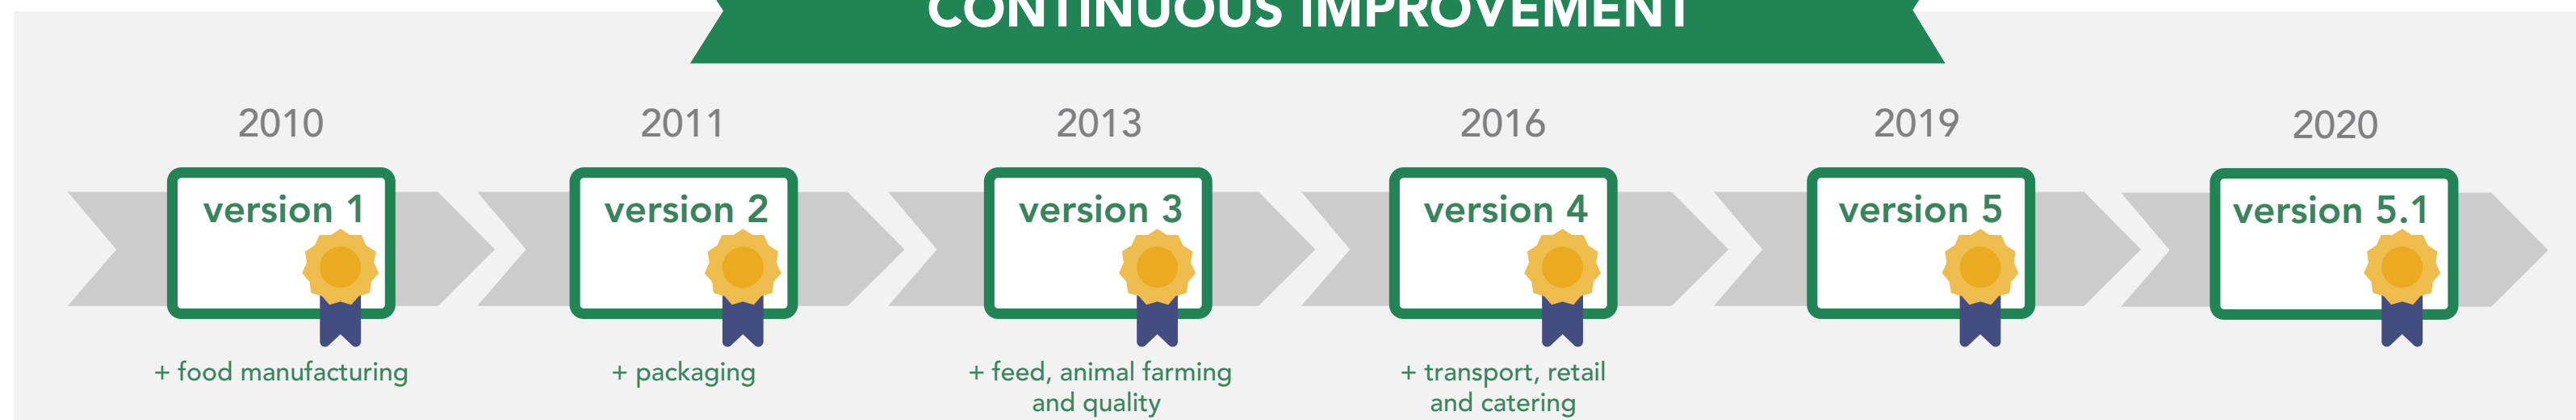 CONTINUOUS IMPROVEMENT
2010
2011
2013
2016
2019
2020
version 1
version 2
version 3
version 4
version 5
version 5.1
+ food manufacturing
+ packaging
+ feed, animal farming
and quality
+ transport, retail
and catering